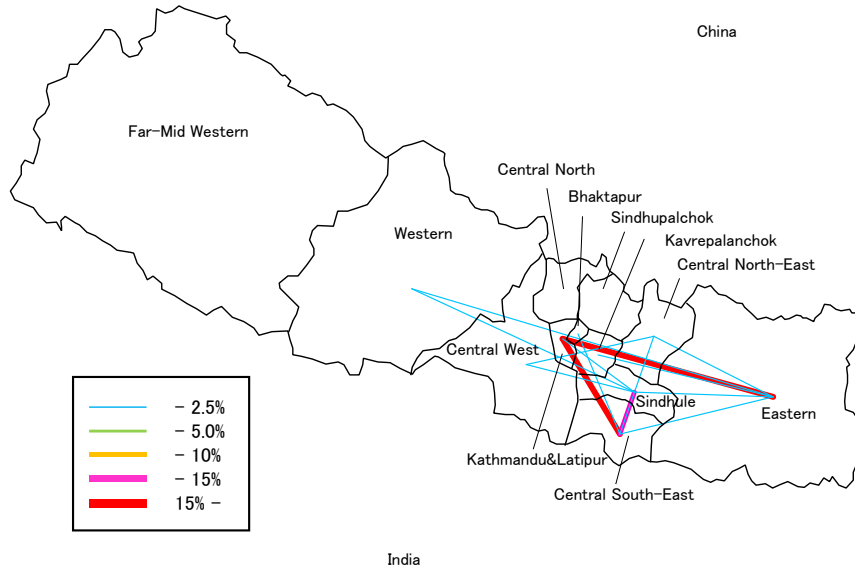 China
Far-Mid Western
Central North
Bhaktapur
Sindhupalchok
Western
Kavrepalanchok
Central North-East
Central West
Sindhule
Eastern
Kathmandu&Latipur
Central South-East
- 2.5%
- 5.0%
- 10%
- 15%
15% -
India